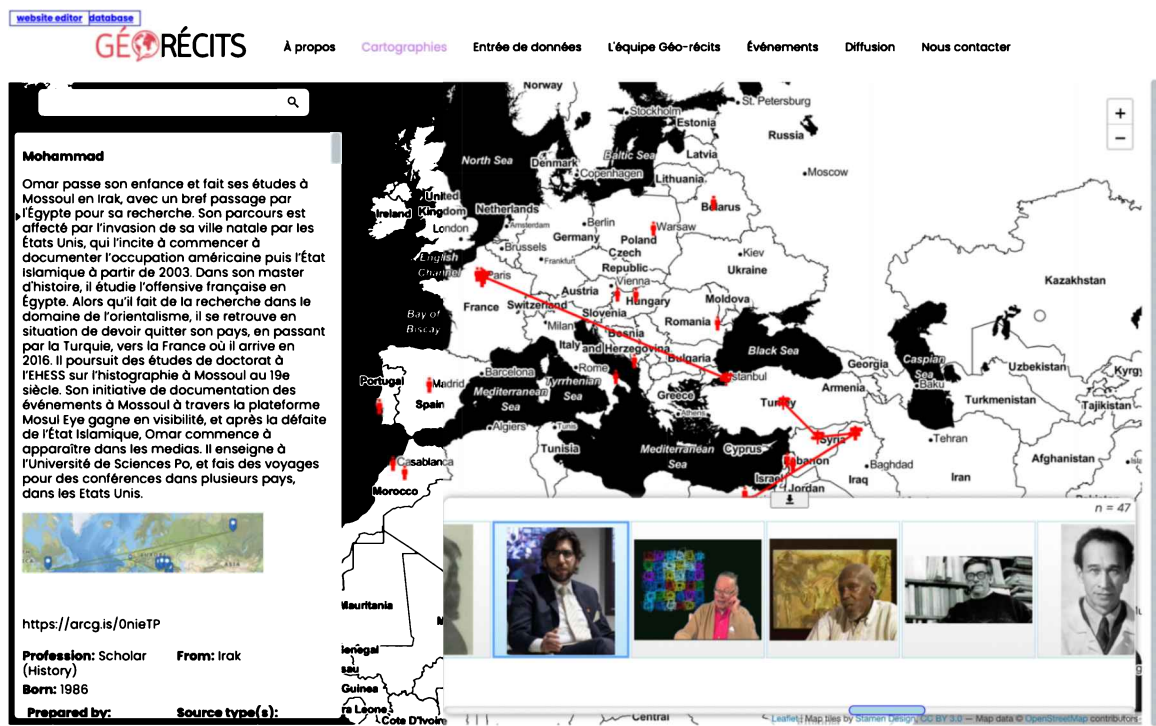 website editor database
GÉORÉCITS
À propos
Cartographies
Entrée de données
L'équipe Géo-récits
Événements
Diffusion
Nous contacter
Mohammad
Omar passe son enfance et fait ses études à
Mossoul en Irak, avec un bref passage par
l'Égypte pour sa recherche. Son parcours est
affecté par l'invasion de sa ville natale par les
États Unis, qui l'incite à commencer à
documenter l'occupation américaine puis l'État
Islamique à partir de 2003. Dans son master
d'histoire, il étudie l'offensive française en
Égypte. Alors qu'il fait de la recherche dans le
domaine de l'orientalisme, il se retrouve en
situation de devoir quitter son pays, en passant
par la Turquie, vers la France où il arrive en
2016. Il poursuit des études de doctorat à
l'EHESS sur l'histographie à Mossoul au 19e
siècle. Son initiative de documentation des
événements à Mossoul à travers la plateforme
Mosul Eye gagne en visibilité, et après la défaite
de l'État Islamique, Omar commence à
apparaître dans les medias. Il enseigne à
l'Université de Sciences Po, et fais des voyages
pour des conférences dans plusieurs pays,
dans les Etats Unis.
https://arcg.is/0nieTP
Profession: Scholar
(History)
From: Irak
Born: 1986
Prepared by:
Source type(s):
+
−
Norway
St. Petersburg
Stockholm
Estonia
Russia
North Sea
Denmark
Baltic Sea
Latvia
Copenhagen
Moscow
Lithuania
United
Kingdom
Ireland
Netherlands
Belarus
London
Amsterdam
Berlin
Warsaw
Brussels
Germany
Poland
English
Channel
Frankfurt
Czech
Republic
Kiev
Ukraine
Paris
Vienna
Kazakhstan
Austria
Hungary
Moldova
France
Switzerland
Slovenia
Bay of
Biscay
Milan
Romania
Bosnia
and Herzegovina
Italy
Black Sea
Bulgaria
Georgia
Caspian
Sea
Uzbekistan
Barcelona
Rome
Istanbul
Baku
Portugal
Madrid
Tyrrhenian
Sea
Armenia
Spain
Mediterranean
Sea
Greece
Turkey
Turkmenistan
Athens
Tajikistan
Algiers
Tunis
Syria
Tehran
Tunisia
Mediterranean
Sea
Cyprus
Lebanon
Casablanca
Baghdad
Afghanistan
Israel
Iraq
Iran
Morocco
Jordan
n = 47
Mauritania
Guinea
Cote D'Ivoire
Central
Leaflet | Map tiles by Stamen Design, CC BY 3.0 — Map data © OpenStreetMap contributors